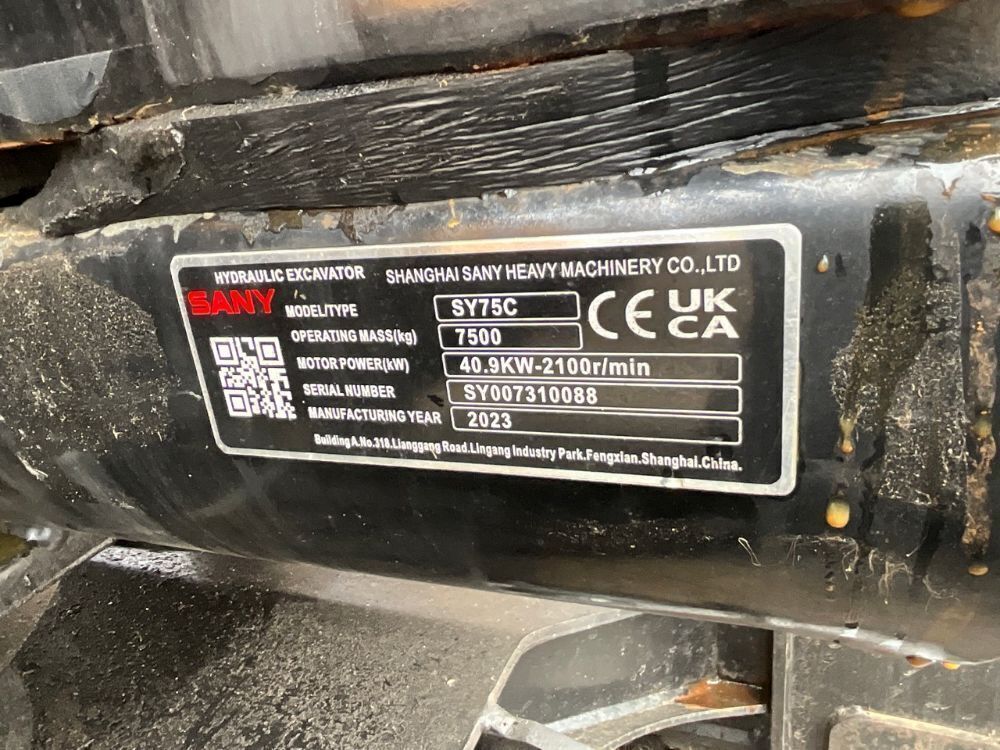 HYDRAULIC EXCAVATOR SHANGHAI SANY HEAVY MACHINERY CO.,LTD
SANY
MODEL/TYPE SY75C
CE UK CA
OPERATING MASS(kg) 7500
MOTOR POWER(kW) 40.9KW-2100r/min
SERIAL NUMBER SY007310088
MANUFACTURING YEAR 2023
Building A.No.318.Lianggang Road.Lingang Industry Park.Fengxian.Shanghai.China.